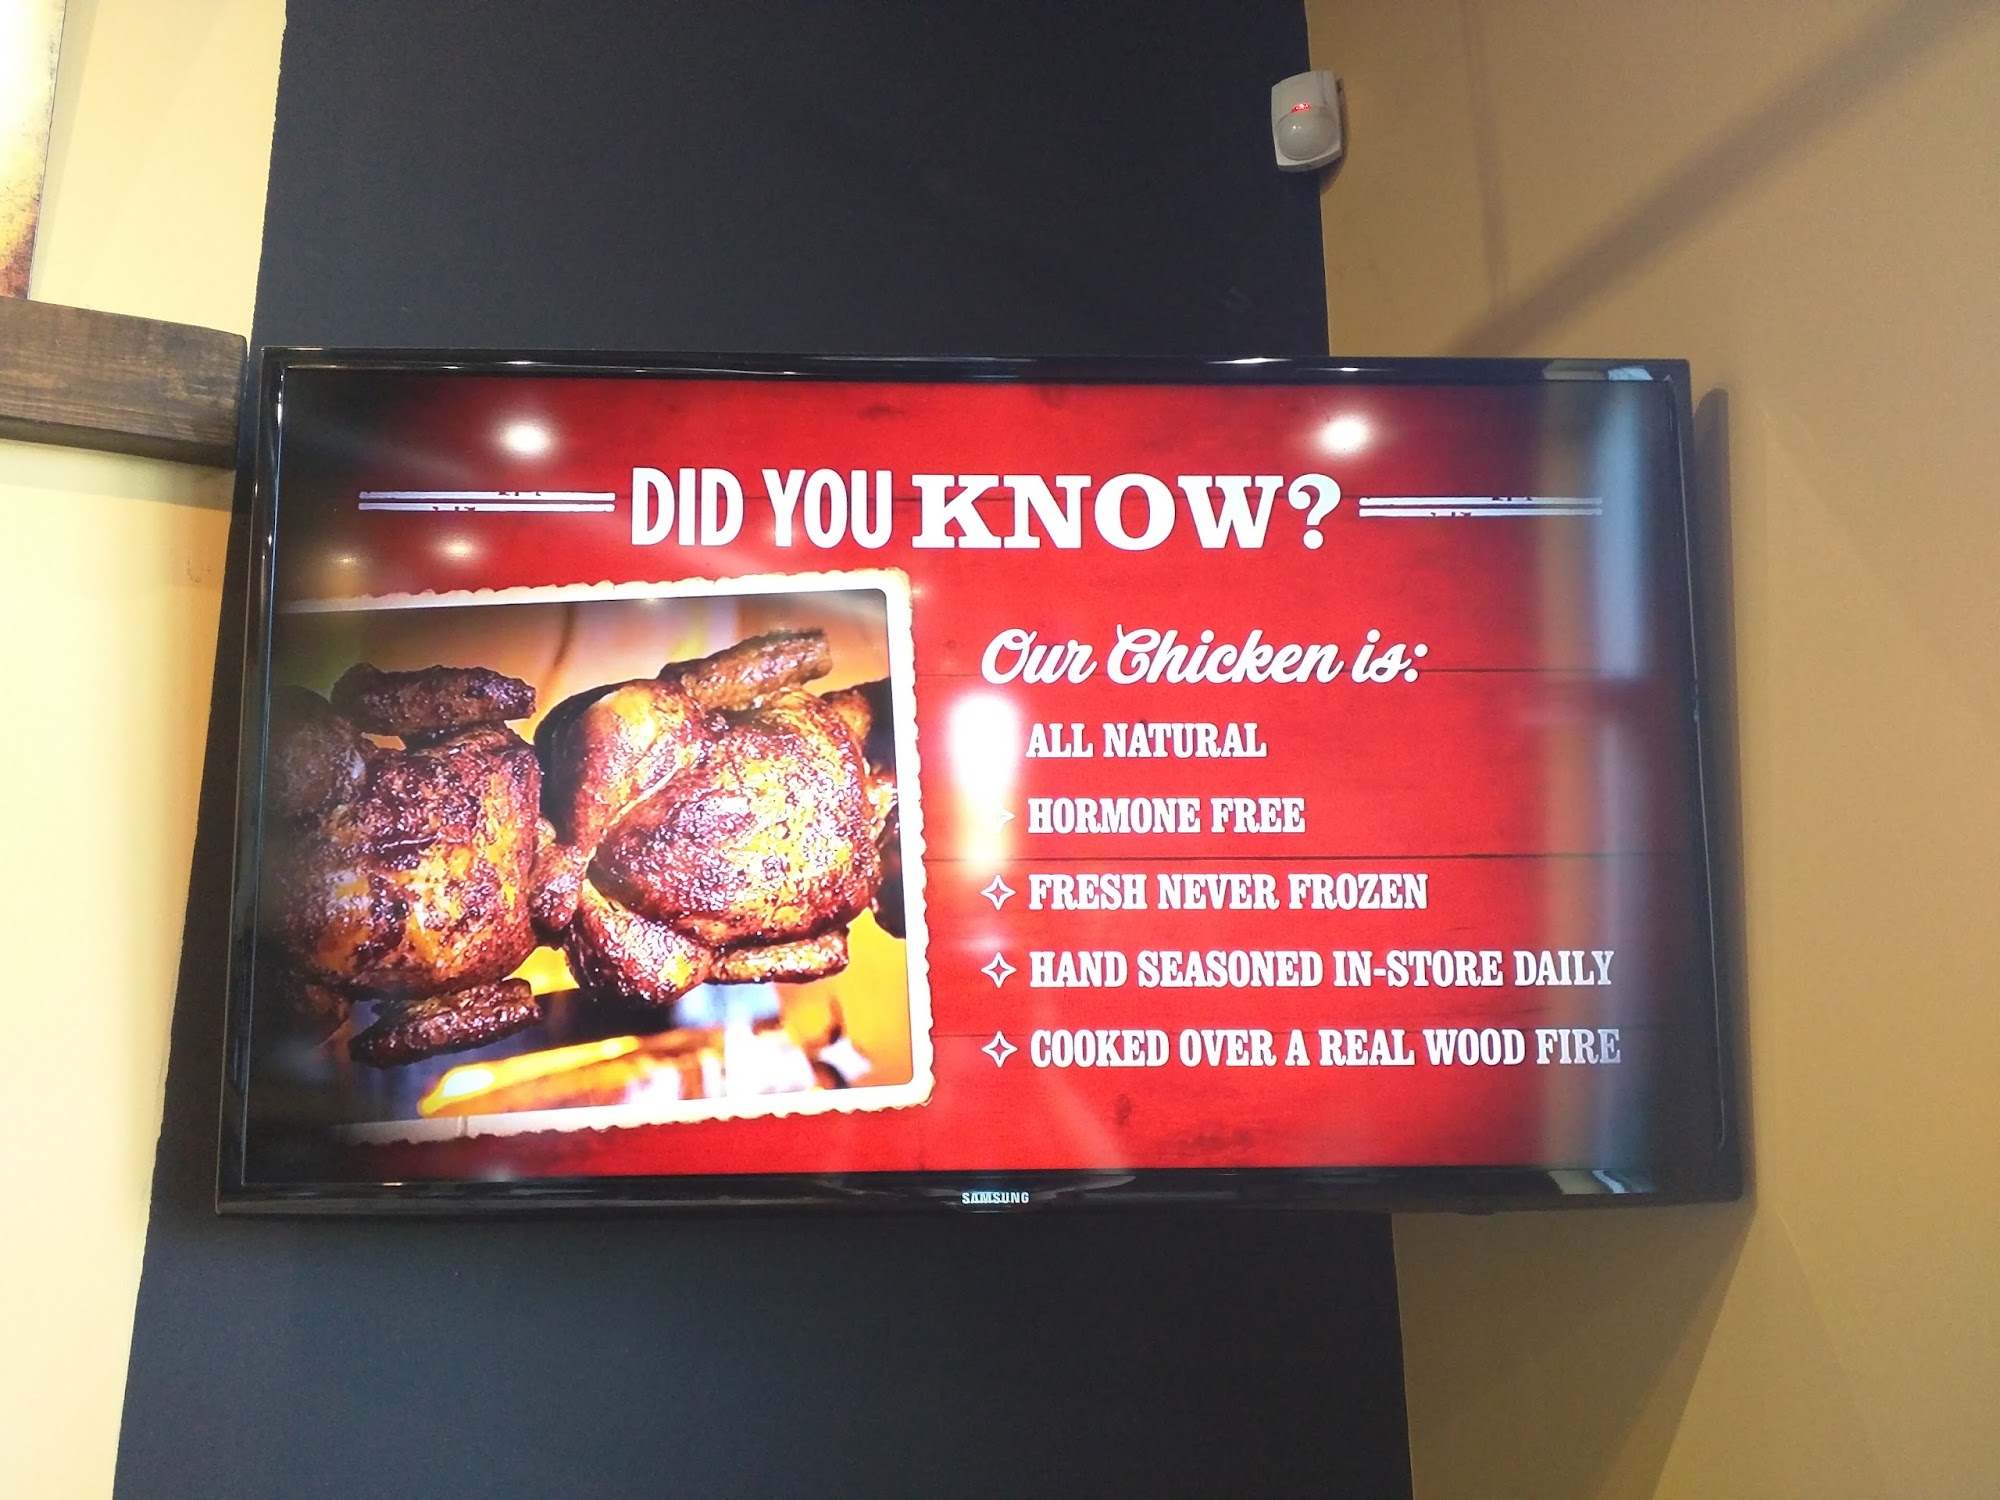 DID YOU KNOW?
Our Chicken is:
ALL NATURAL
HORMONE FREE
FRESH NEVER FROZEN
HAND SEASONED IN-STORE DAILY
COOKED OVER A REAL WOOD FIRE
SAMSUNG